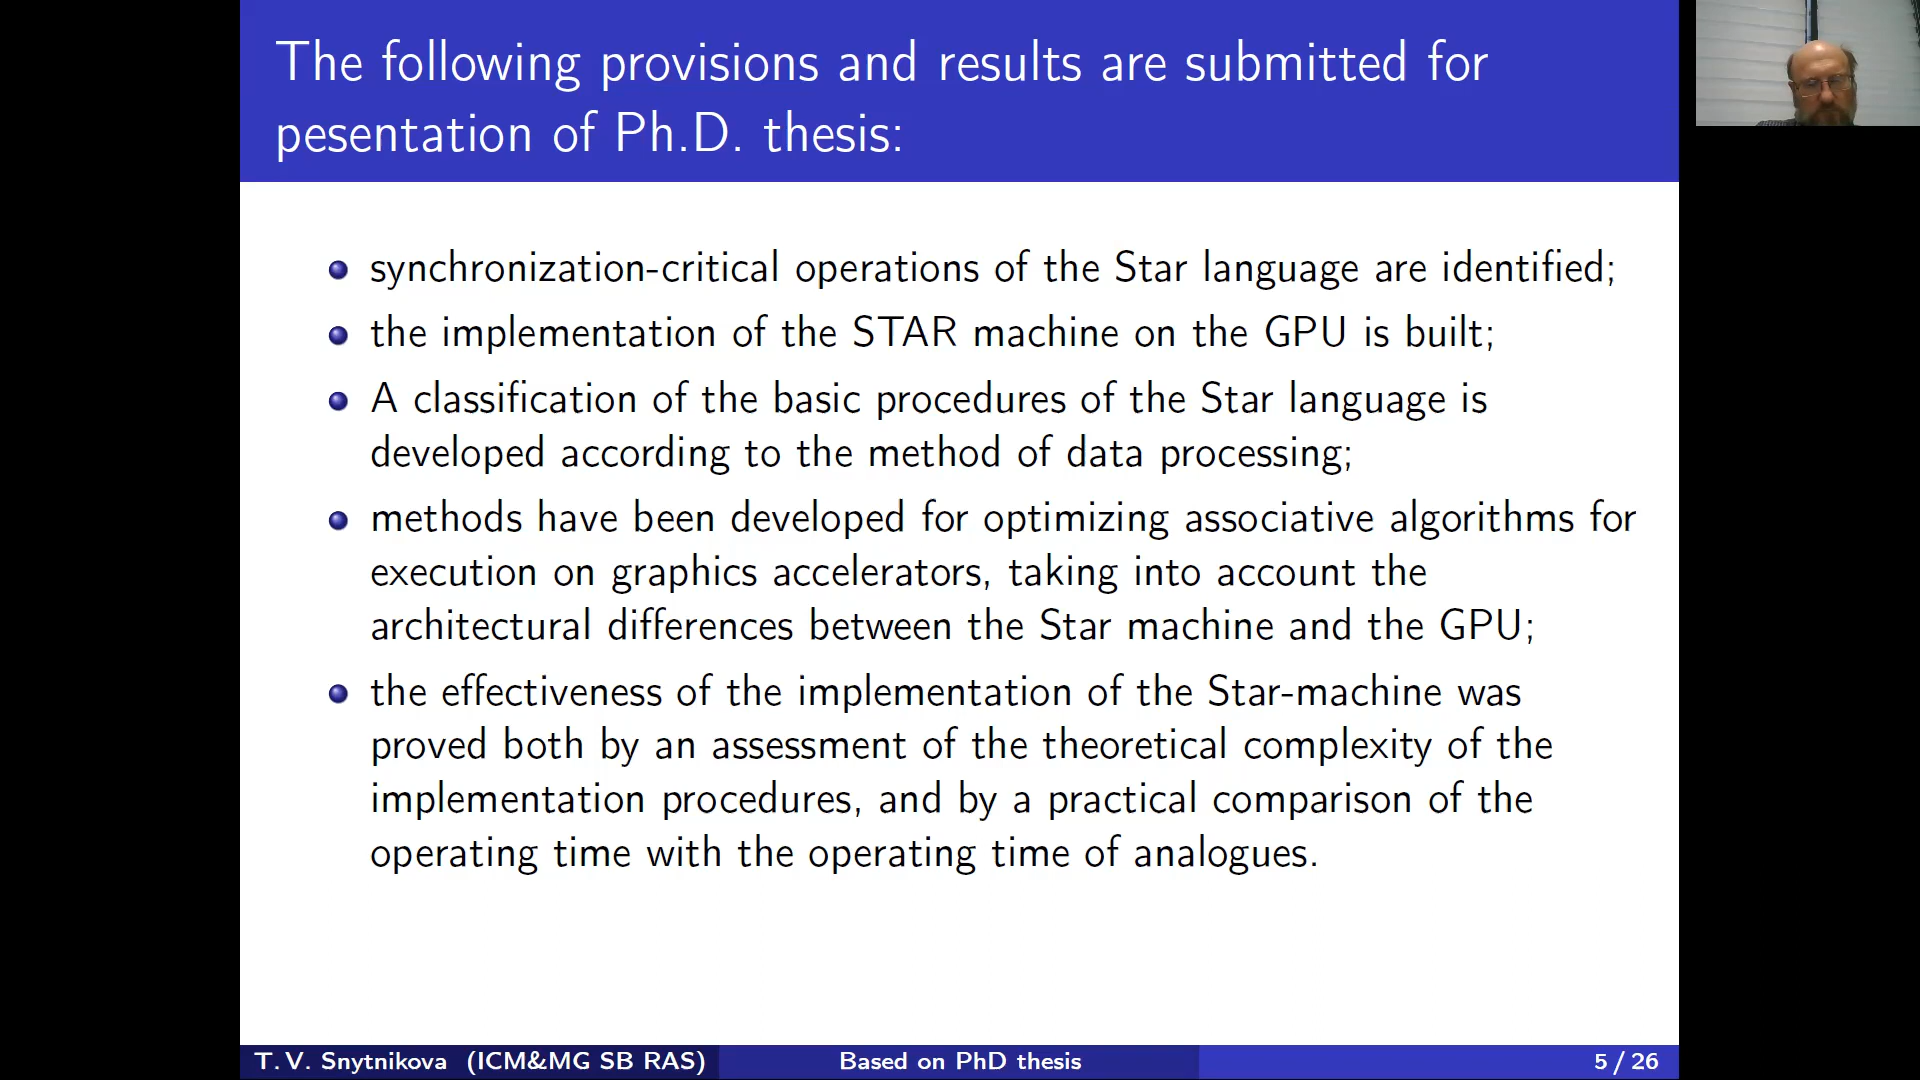 The following provisions and results are submitted for
pesentation of Ph.D. thesis:
synchronization-critical operations of the Star language are identified;
the implementation of the STAR machine on the GPU is built;
A classification of the basic procedures of the Star language is
developed according to the method of data processing;
methods have been developed for optimizing associative algorithms for
execution on graphics accelerators, taking into account the
architectural differences between the Star machine and the GPU;
the effectiveness of the implementation of the Star-machine was
proved both by an assessment of the theoretical complexity of the
implementation procedures, and by a practical comparison of the
operating time with the operating time of analogues.
T. V. Snytnikova (ICM&MG SB RAS) Based on PhD thesis 5 / 26